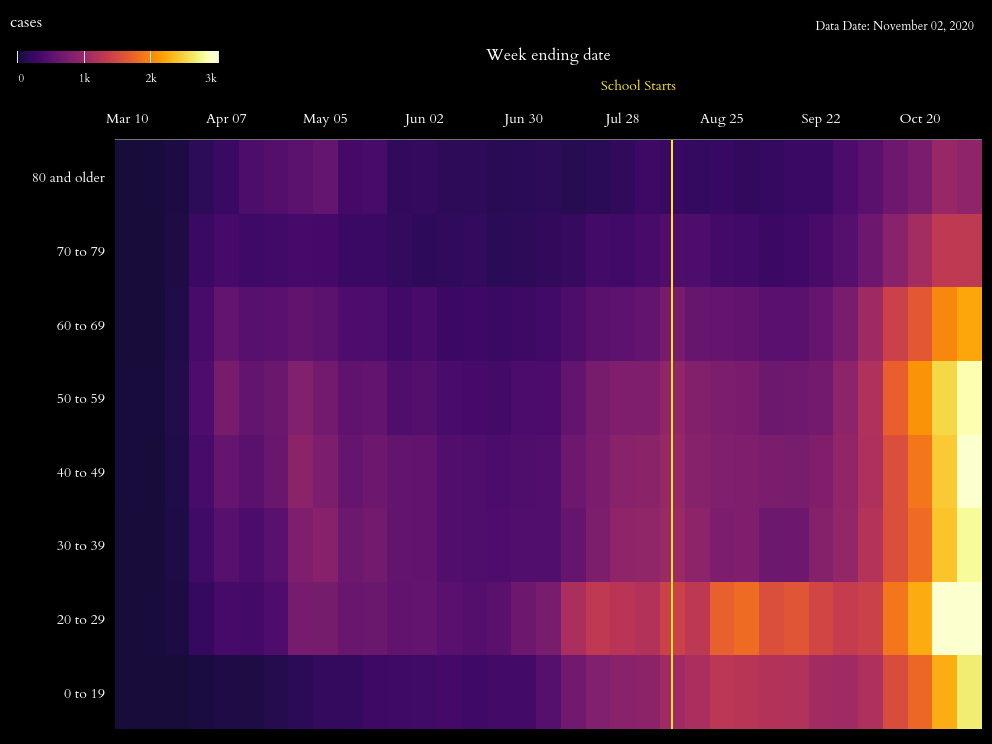 cases
Data Date: November 02, 2020
0 1k 2k 3k
Week ending date
School Starts
Mar 10 Apr 07 May 05 Jun 02 Jun 30 Jul 28 Aug 25 Sep 22 Oct 20
80 and older
70 to 79
60 to 69
50 to 59
40 to 49
30 to 39
20 to 29
0 to 19